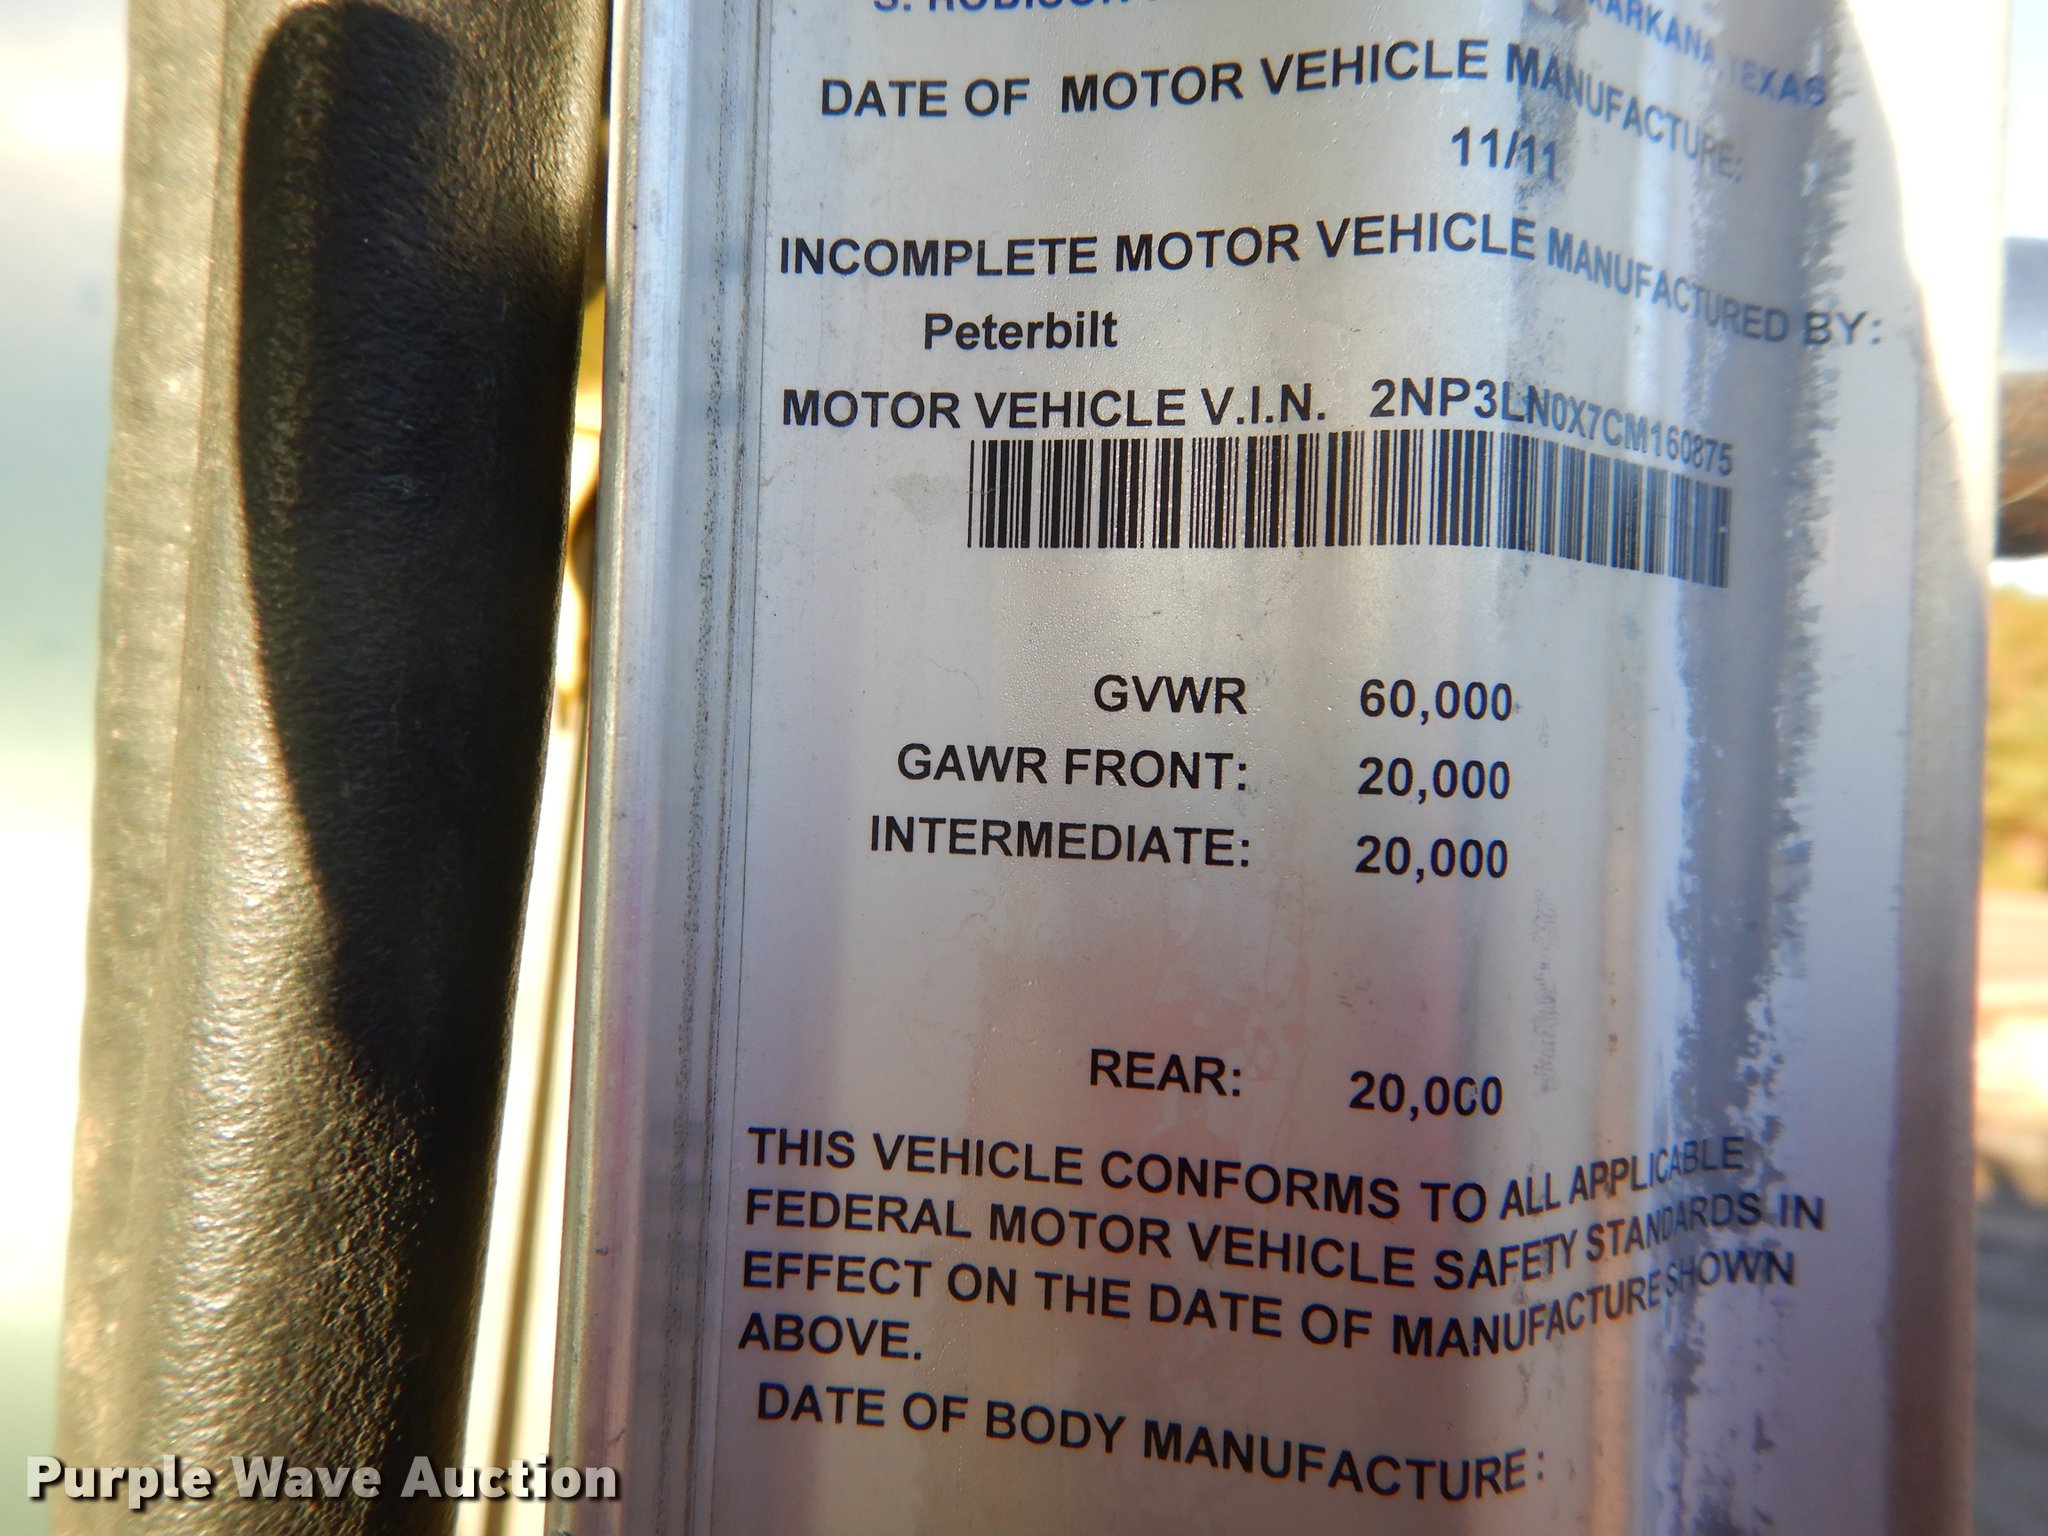 DATE OF MOTOR VEHICLE MANUFACTURE:
11/11
INCOMPLETE MOTOR VEHICLE MANUFACTURED BY:
Peterbilt
MOTOR VEHICLE V.I.N. 2NP3LN0X7CM160875
GVWR 60,000
GAWR FRONT: 20,000
INTERMEDIATE: 20,000
REAR: 20,000
THIS VEHICLE CONFORMS TO ALL APPLICABLE
FEDERAL MOTOR VEHICLE SAFETY STANDARDS IN
EFFECT ON THE DATE OF MANUFACTURE SHOWN
ABOVE.
DATE OF BODY MANUFACTURE:
Purple Wave Auction